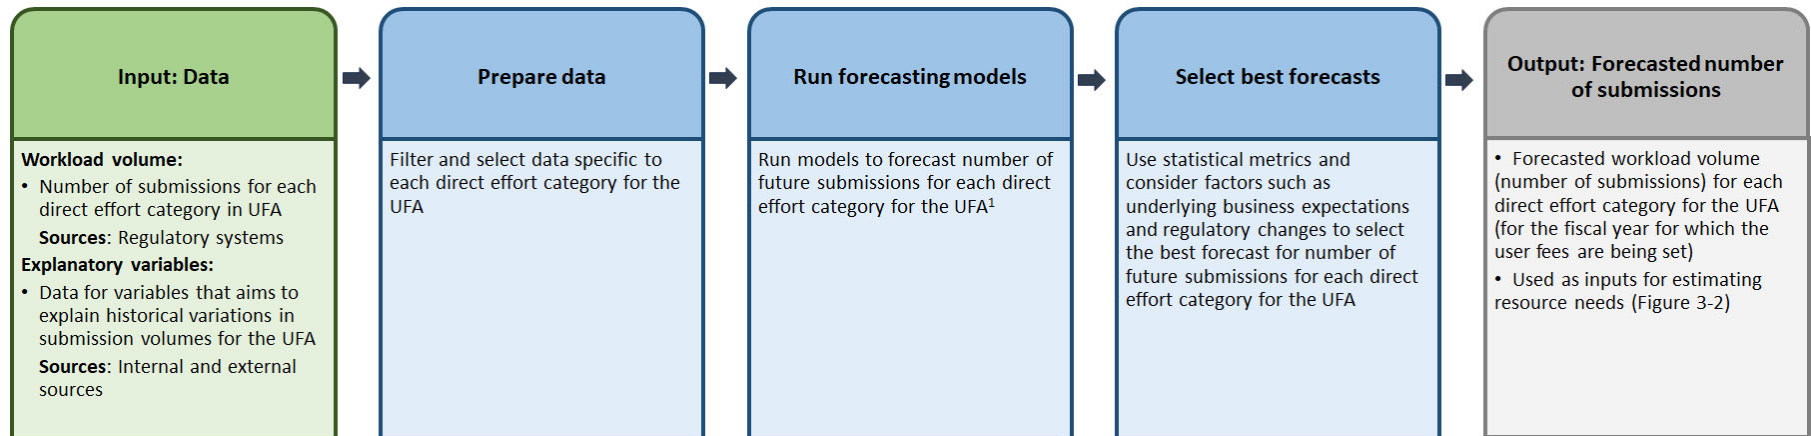 Input: Data
Workload volume:
• Number of submissions for each
direct effort category in UFA
Sources: Regulatory systems
Explanatory variables:
• Data for variables that aims to
explain historical variations in
submission volumes for the UFA
Sources: Internal and external
sources
Prepare data
Filter and select data specific to
each direct effort category for the
UFA
Run forecasting models
Run models to forecast number of
future submissions for each direct
effort category for the UFA¹
Select best forecasts
Use statistical metrics and
consider factors such as
underlying business expectations
and regulatory changes to select
the best forecast for number of
future submissions for each direct
effort category for the UFA
Output: Forecasted number
of submissions
• Forecasted workload volume
(number of submissions) for each
direct effort category for the UFA
(for the fiscal year for which the
user fees are being set)
• Used as inputs for estimating
resource needs (Figure 3-2)